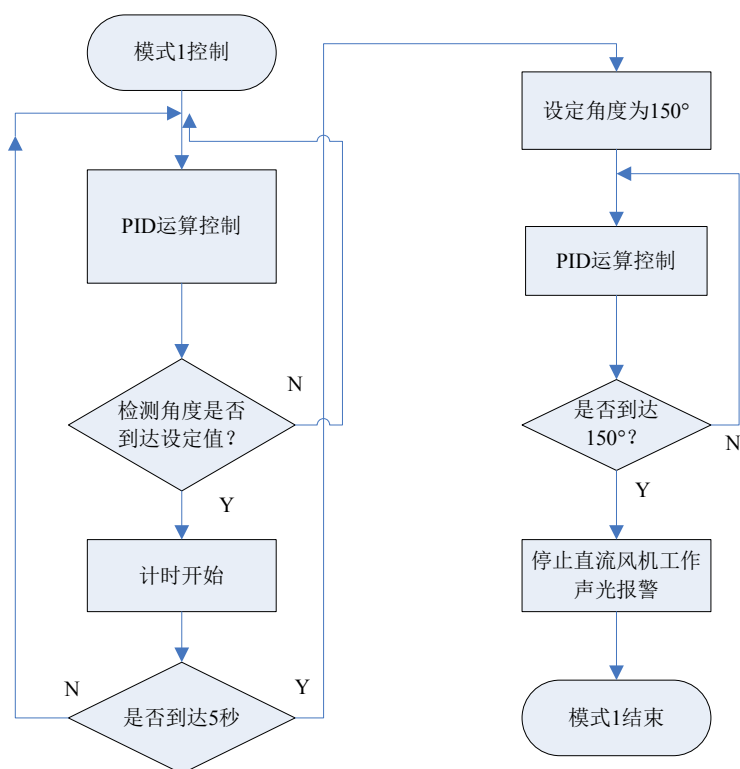 模式1控制
PID运算控制
检测角度是否
到达设定值？
N
Y
计时开始
是否到达5秒
N
Y
设定角度为150°
PID运算控制
是否到达
150°？
N
Y
停止直流风机工作
声光报警
模式1结束